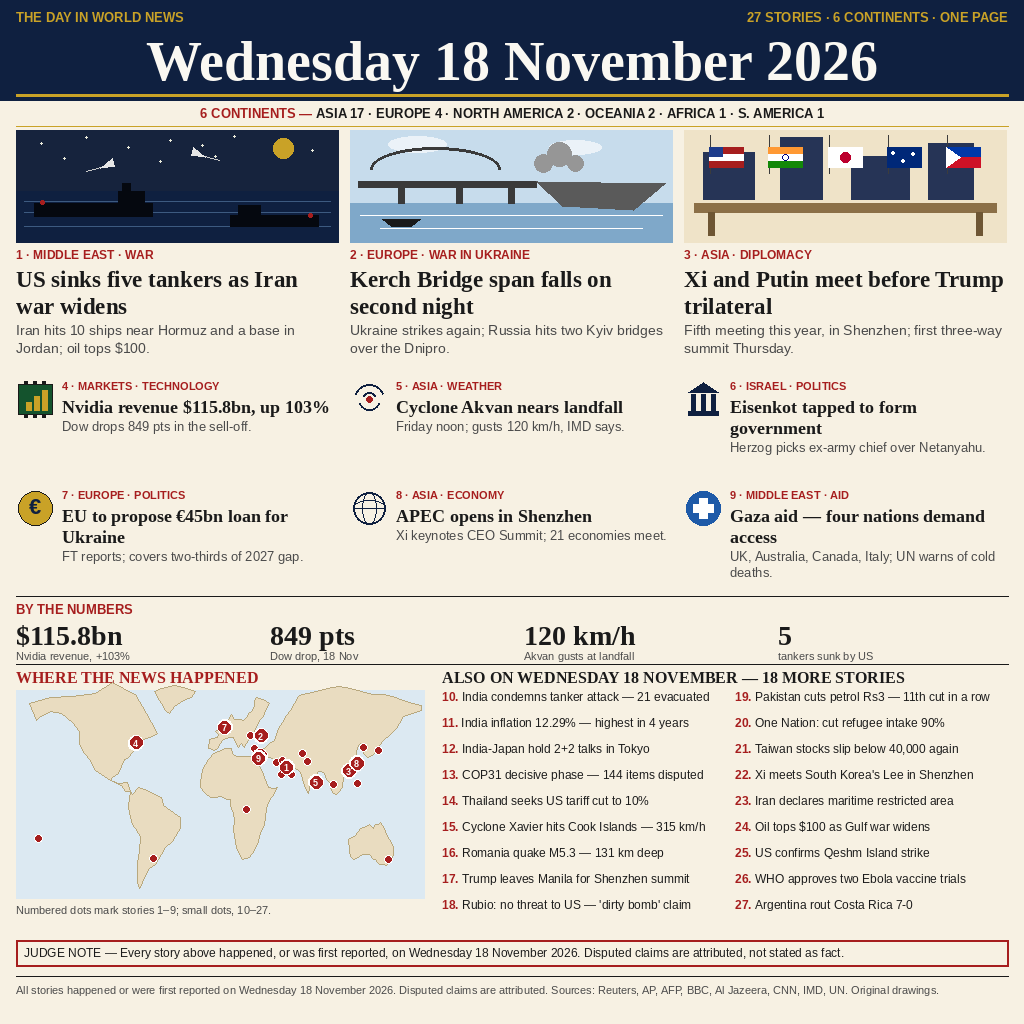 THE DAY IN WORLD NEWS
27 STORIES · 6 CONTINENTS · ONE PAGE
Wednesday 18 November 2026
6 CONTINENTS — ASIA 17 · EUROPE 4 · NORTH AMERICA 2 · OCEANIA 2 · AFRICA 1 · S. AMERICA 1
1 · MIDDLE EAST · WAR
US sinks five tankers as Iran
war widens
Iran hits 10 ships near Hormuz and a base in
Jordan; oil tops $100.
2 · EUROPE · WAR IN UKRAINE
Kerch Bridge span falls on
second night
Ukraine strikes again; Russia hits two Kyiv bridges
over the Dnipro.
3 · ASIA · DIPLOMACY
Xi and Putin meet before Trump
trilateral
Fifth meeting this year, in Shenzhen; first three-way
summit Thursday.
4 · MARKETS · TECHNOLOGY
Nvidia revenue $115.8bn, up 103%
Dow drops 849 pts in the sell-off.
5 · ASIA · WEATHER
Cyclone Akvan nears landfall
Friday noon; gusts 120 km/h, IMD says.
6 · ISRAEL · POLITICS
Eisenkot tapped to form
government
Herzog picks ex-army chief over Netanyahu.
€
7 · EUROPE · POLITICS
EU to propose €45bn loan for
Ukraine
FT reports; covers two-thirds of 2027 gap.
8 · ASIA · ECONOMY
APEC opens in Shenzhen
Xi keynotes CEO Summit; 21 economies meet.
9 · MIDDLE EAST · AID
Gaza aid — four nations demand
access
UK, Australia, Canada, Italy; UN warns of cold
deaths.
BY THE NUMBERS
$115.8bn
Nvidia revenue, +103%
849 pts
Dow drop, 18 Nov
120 km/h
Akvan gusts at landfall
5
tankers sunk by US
WHERE THE NEWS HAPPENED
4
7
2
9
1
5
3
8
Numbered dots mark stories 1–9; small dots, 10–27.
ALSO ON WEDNESDAY 18 NOVEMBER — 18 MORE STORIES
10. India condemns tanker attack — 21 evacuated
11. India inflation 12.29% — highest in 4 years
12. India-Japan hold 2+2 talks in Tokyo
13. COP31 decisive phase — 144 items disputed
14. Thailand seeks US tariff cut to 10%
15. Cyclone Xavier hits Cook Islands — 315 km/h
16. Romania quake M5.3 — 131 km deep
17. Trump leaves Manila for Shenzhen summit
18. Rubio: no threat to US — 'dirty bomb' claim
19. Pakistan cuts petrol Rs3 — 11th cut in a row
20. One Nation: cut refugee intake 90%
21. Taiwan stocks slip below 40,000 again
22. Xi meets South Korea's Lee in Shenzhen
23. Iran declares maritime restricted area
24. Oil tops $100 as Gulf war widens
25. US confirms Qeshm Island strike
26. WHO approves two Ebola vaccine trials
27. Argentina rout Costa Rica 7-0
JUDGE NOTE — Every story above happened, or was first reported, on Wednesday 18 November 2026. Disputed claims are attributed, not stated as fact.
All stories happened or were first reported on Wednesday 18 November 2026. Disputed claims are attributed. Sources: Reuters, AP, AFP, BBC, Al Jazeera, CNN, IMD, UN. Original drawings.